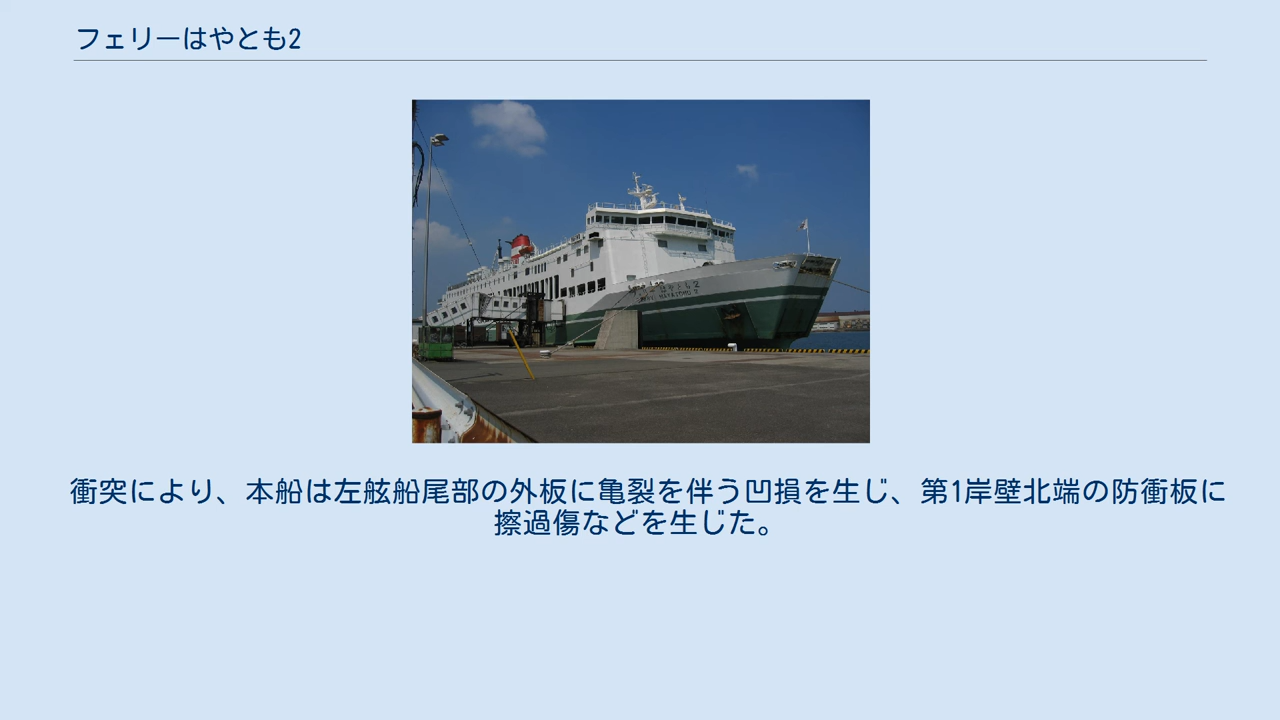 フェリーはやとも2
衝突により、本船は左舷船尾部の外板に亀裂を伴う凹損を生じ、第1岸壁北端の防衝板に
擦過傷などを生じた。